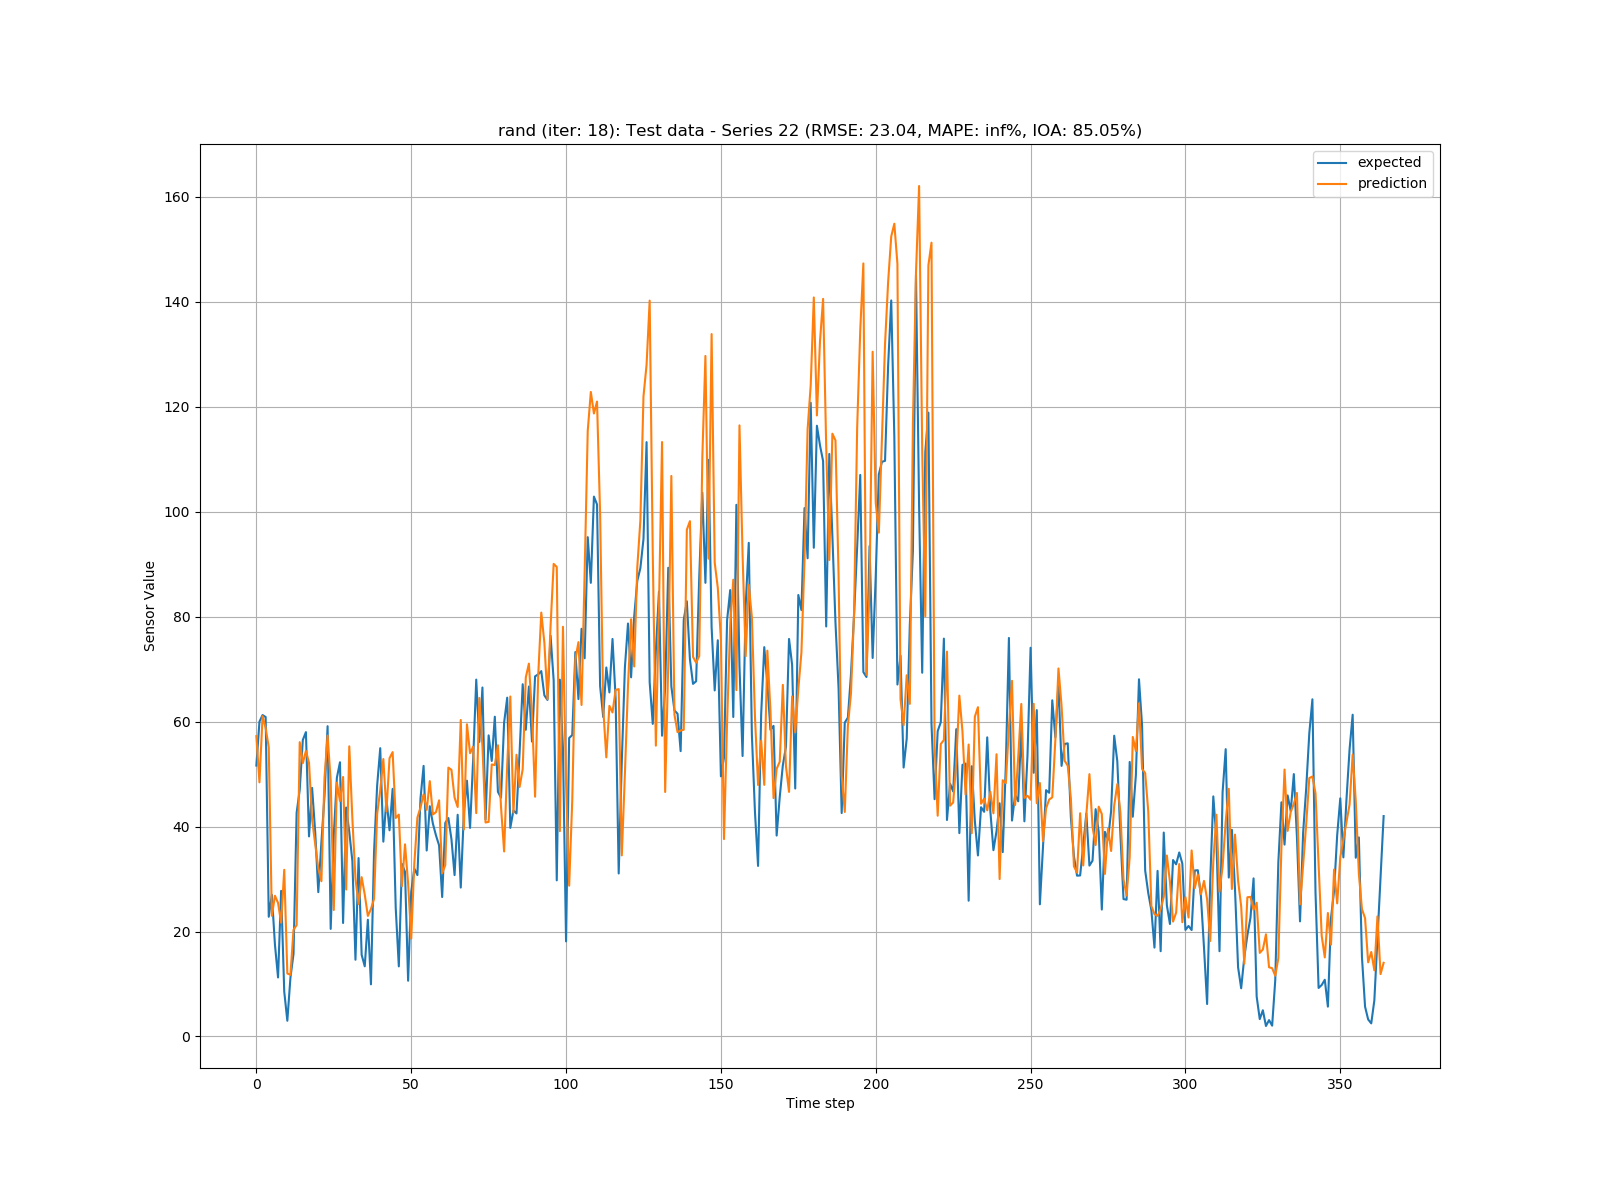 rand (iter: 18): Test data - Series 22 (RMSE: 23.04, MAPE: inf%, IOA: 85.05%)
expected
prediction
160
140
120
100
80
60
40
20
0
Sensor Value
0 50 100 150 200 250 300 350
Time step